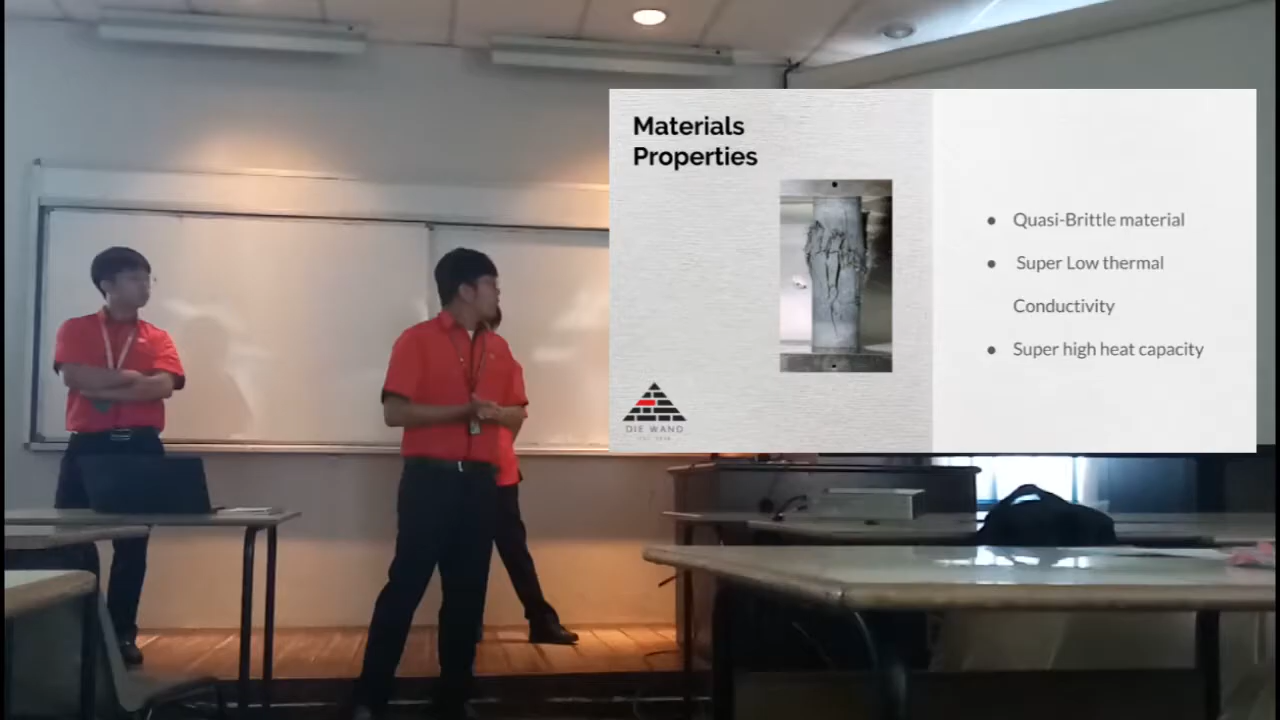 Materials
Properties
● Quasi-Brittle material
● Super Low thermal
Conductivity
● Super high heat capacity
DIE WAND